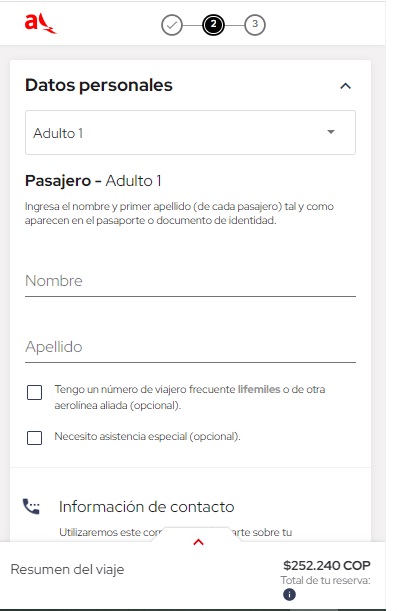 a
2
3
Datos personales
Adulto 1
Pasajero - Adulto 1
Ingresa el nombre y primer apellido (de cada pasajero) tal y como
aparecen en el pasaporte o documento de identidad.
Nombre
Apellido
Tengo un número de viajero frecuente lifemiles o de otra
aerolínea aliada (opcional).
Necesito asistencia especial (opcional).
Información de contacto
Utilizaremos este sobre tu
Resumen del viaje
$252.240 COP
Total de tu reserva:
i